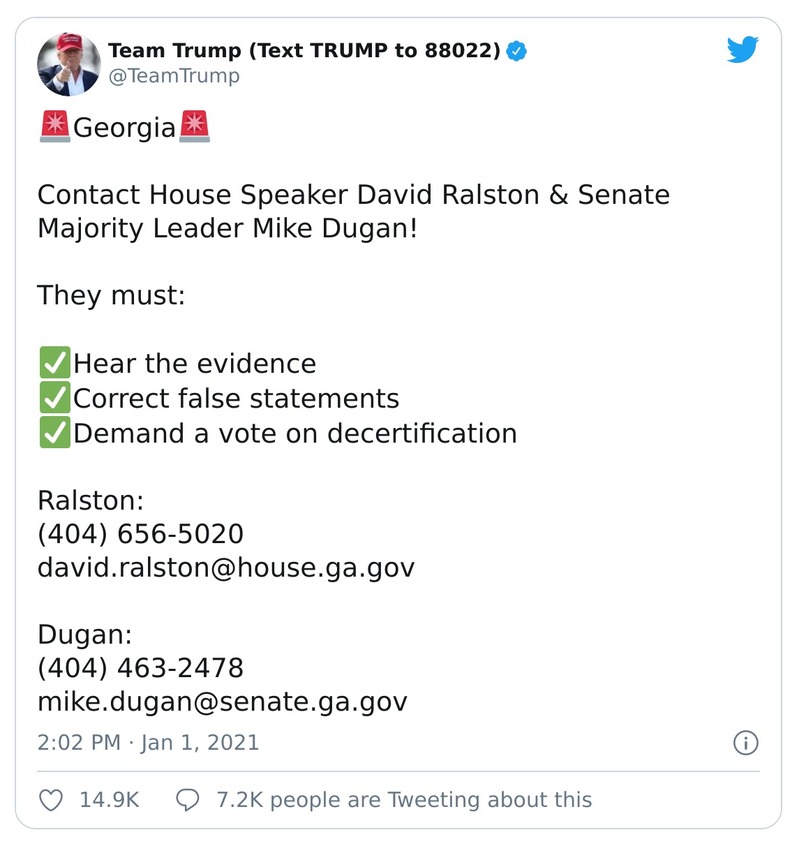 Team Trump (Text TRUMP to 88022)
@TeamTrump
🚨Georgia🚨
Contact House Speaker David Ralston & Senate
Majority Leader Mike Dugan!
They must:
✅Hear the evidence
✅Correct false statements
✅Demand a vote on decertification
Ralston:
(404) 656-5020
david.ralston@house.ga.gov
Dugan:
(404) 463-2478
mike.dugan@senate.ga.gov
2:02 PM · Jan 1, 2021
14.9K 7.2K people are Tweeting about this